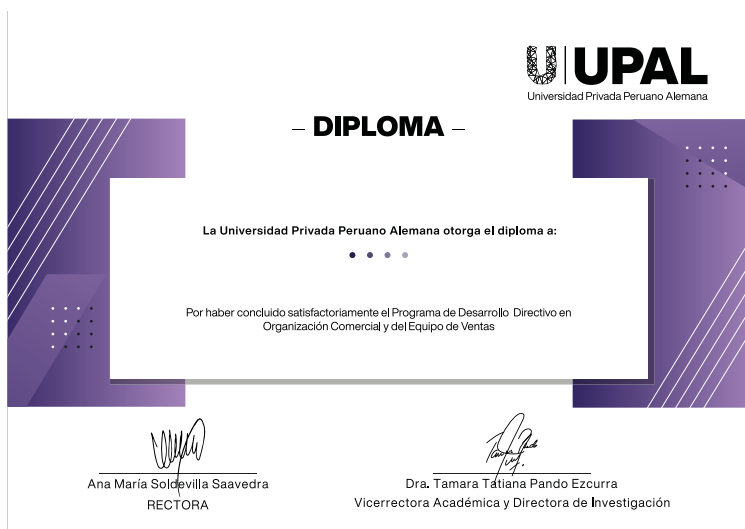 UPAL
Universidad Privada Peruano Alemana
– DIPLOMA –
La Universidad Privada Peruano Alemana otorga el diploma a:
Por haber concluido satisfactoriamente el Programa de Desarrollo Directivo en
Organización Comercial y del Equipo de Ventas
Ana María Soldevilla Saavedra
RECTORA
Dra. Tamara Tatiana Pando Ezcurra
Vicerrectora Académica y Directora de Investigación